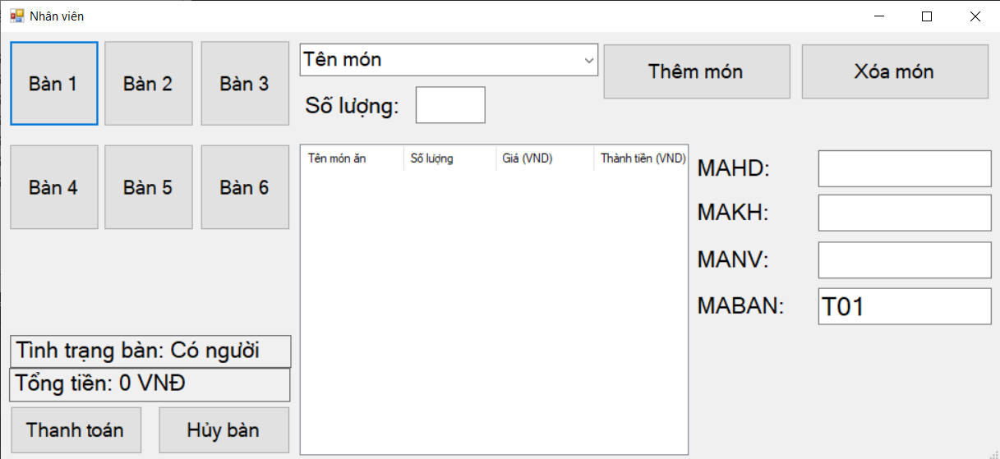 Nhân viên
Bàn 1
Bàn 2
Bàn 3
Tên món
Thêm món
Xóa món
Số lượng:
Bàn 4
Bàn 5
Bàn 6
Tên món ăn
Số lượng
Giá (VND)
Thành tiền (VND)
MAHD:
MAKH:
MANV:
MABAN:
T01
Tình trạng bàn: Có người
Tổng tiền: 0 VNĐ
Thanh toán
Hủy bàn